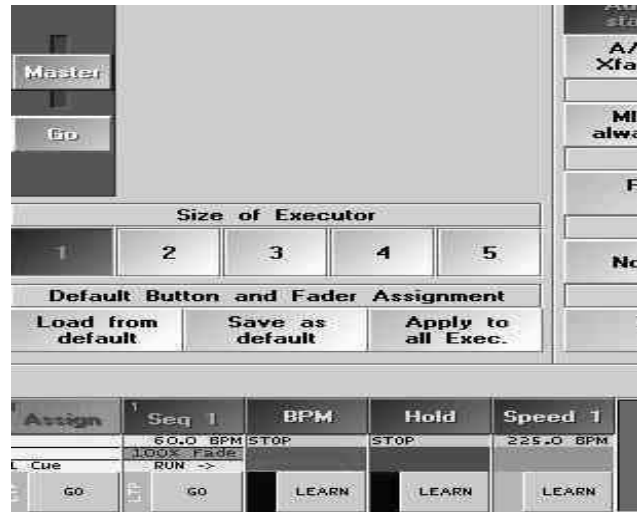 Master
Go
Size of Executor
1 2 3 4 5
Default Button and Fader Assignment
Load from default
Save as default
Apply to all Exec.
A/
Xfa
MI
alwa
F
No
1 Assign
1 Seq 1
BPM
Hold
Speed 1
60.0 BPM
STOP
STOP
225.0 BPM
100% Fade
L Cue
RUN ->
GO
GO
LEARN
LEARN
LEARN